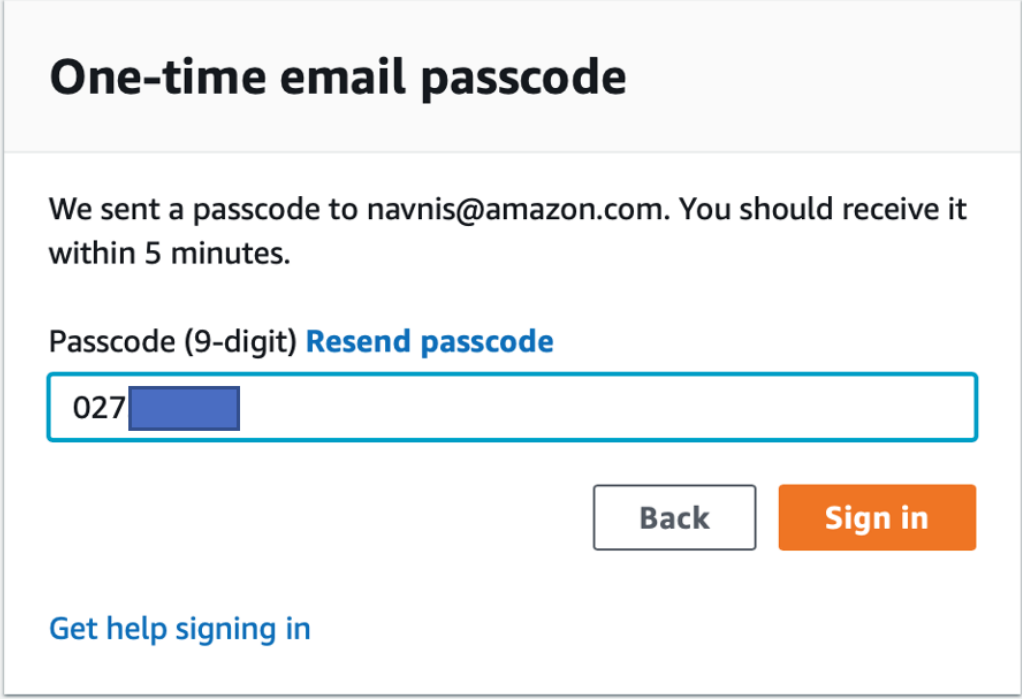 One-time email passcode
We sent a passcode to navnis@amazon.com. You should receive it
within 5 minutes.
Passcode (9-digit) Resend passcode
027
Back Sign in
Get help signing in